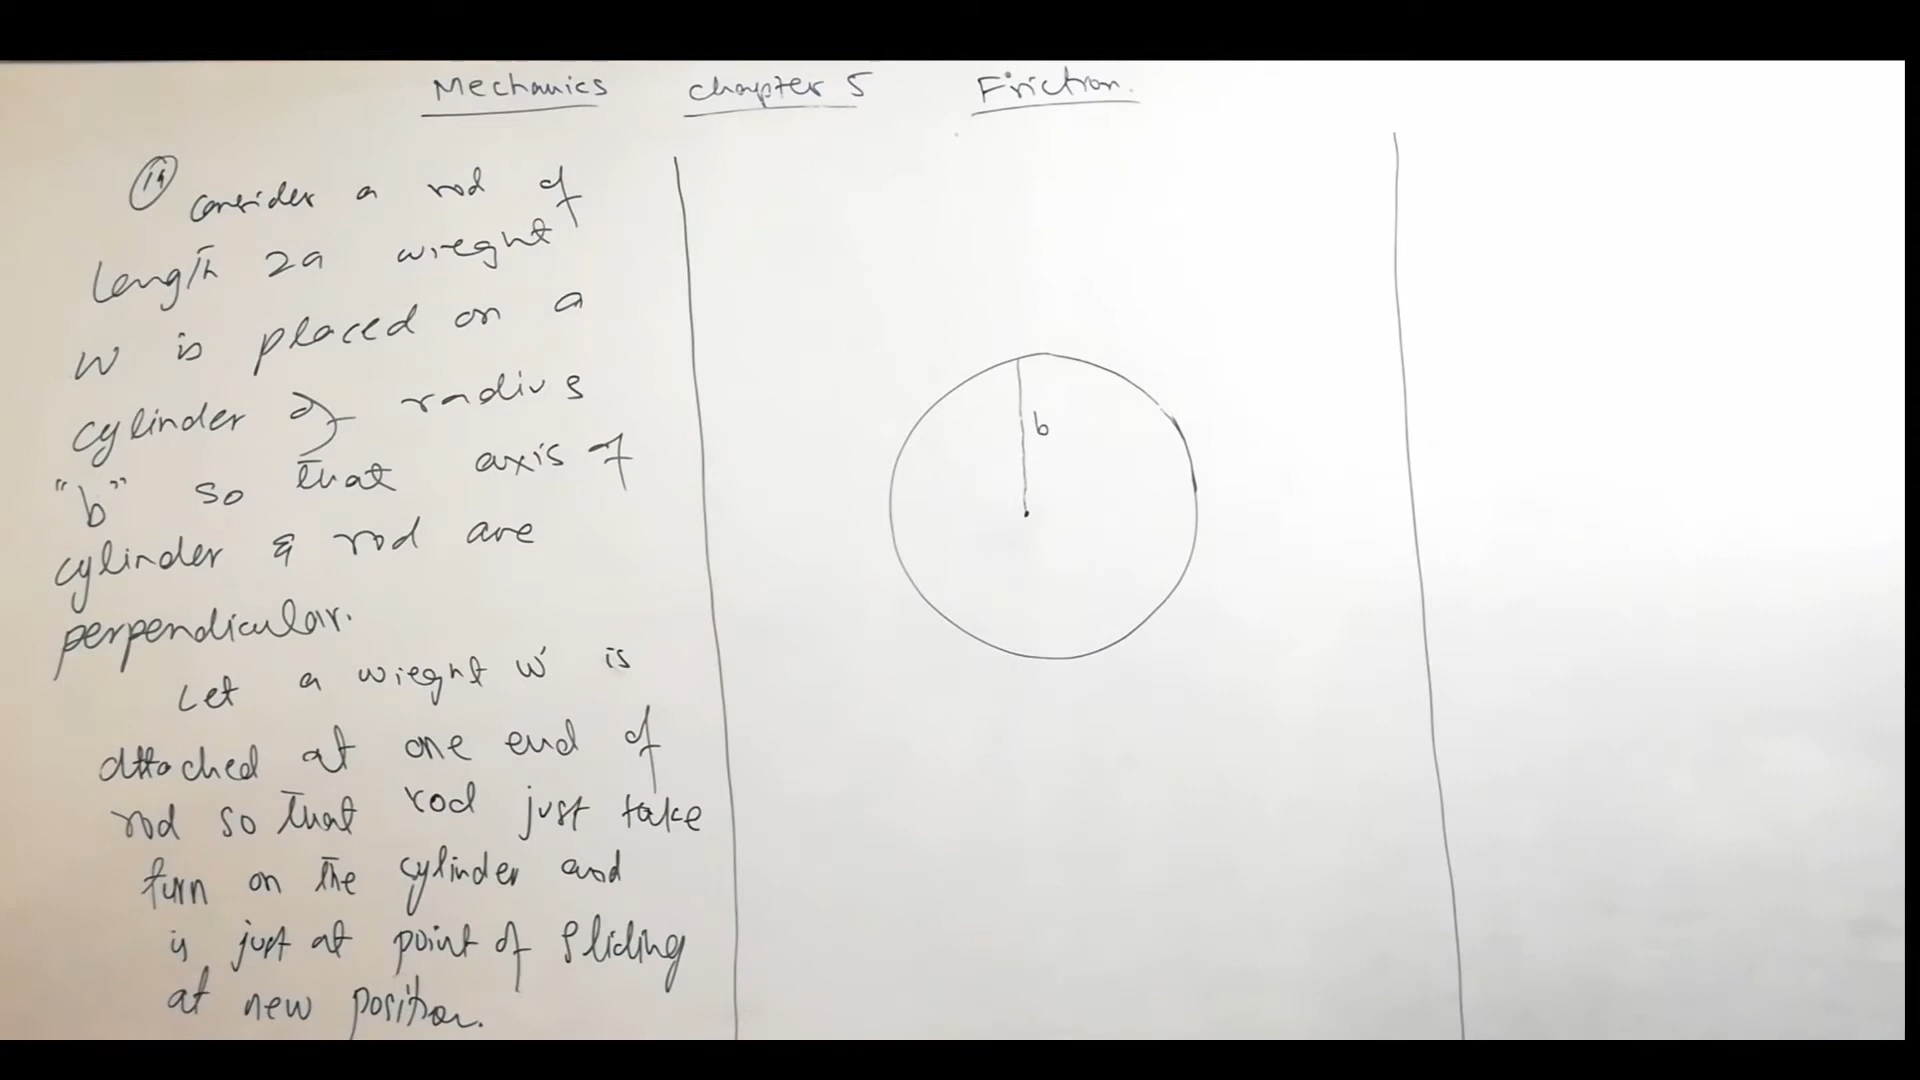 Mechanics chapter 5 Friction.
14 Consider a rod of
length 2a wieght
W is placed on a
cylinder of radius
"b" so that axis of
cylinder & rod are
perpendicular.
Let a wieght w' is
attached at one end of
rod so that rod just take
turn on the cylinder and
is just at point of sliding
at new position.
b